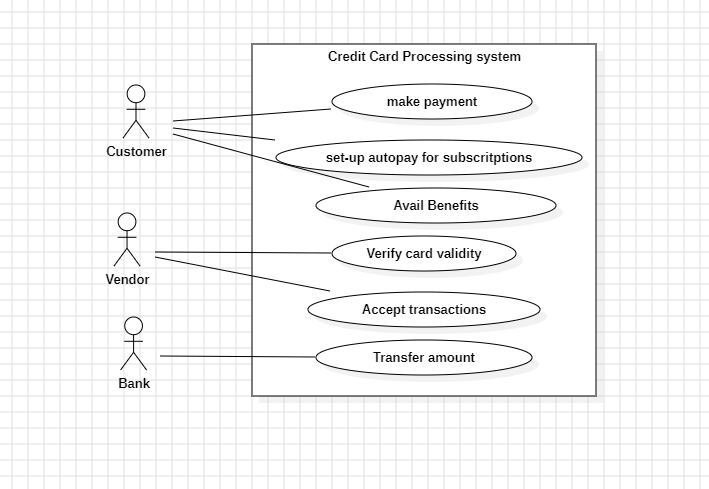 Credit Card Processing system
make payment
Customer
set-up autopay for subscritptions
Avail Benefits
Verify card validity
Vendor
Accept transactions
Transfer amount
Bank